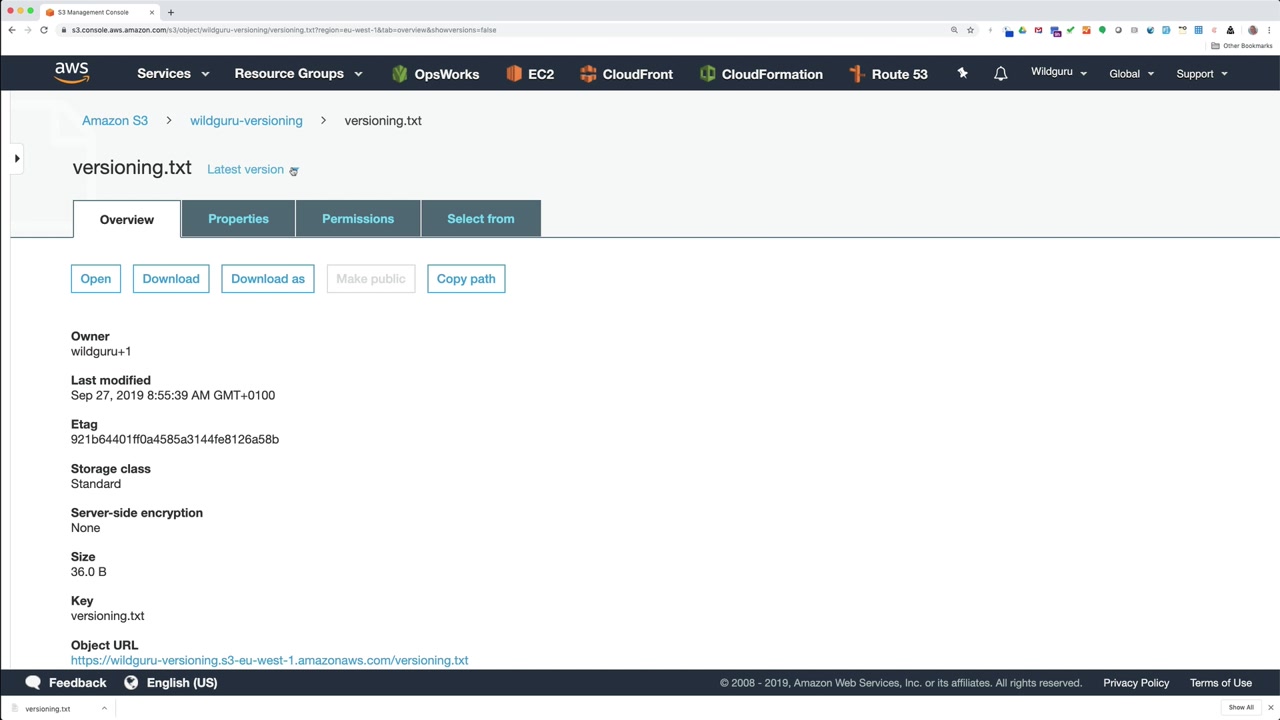 S3 Management Console
s3.console.aws.amazon.com/s3/object/wildguru-versioning/versioning.txt?region=eu-west-1&tab=overview&showversions=false
Other Bookmarks
aws
Services
Resource Groups
OpsWorks
EC2
CloudFront
CloudFormation
Route 53
Wildguru
Global
Support
Amazon S3
wildguru-versioning
versioning.txt
versioning.txt
Latest version
Overview
Properties
Permissions
Select from
Open
Download
Download as
Make public
Copy path
Owner
wildguru+1
Last modified
Sep 27, 2019 8:55:39 AM GMT+0100
Etag
921b64401ff0a4585a3144fe8126a58b
Storage class
Standard
Server-side encryption
None
Size
36.0 B
Key
versioning.txt
Object URL
https://wildguru-versioning.s3-eu-west-1.amazonaws.com/versioning.txt
Feedback
English (US)
© 2008 - 2019, Amazon Web Services, Inc. or its affiliates. All rights reserved.
Privacy Policy
Terms of Use
versioning.txt
Show All